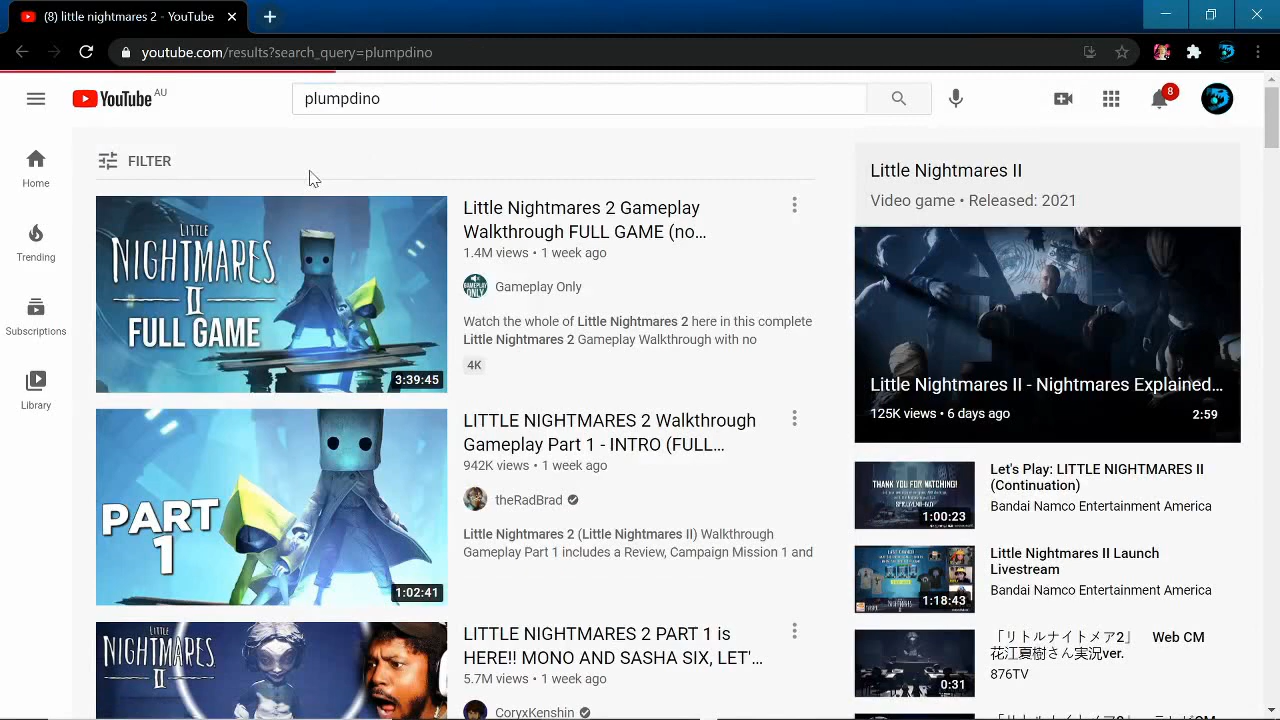 (8) little nightmares 2 - YouTube
youtube.com/results?search_query=plumpdino
YouTube AU
plumpdino
8
Home
Trending
Subscriptions
Library
FILTER
LITTLE
NIGHTMARES
II
FULL GAME
3:39:45
Little Nightmares 2 Gameplay
Walkthrough FULL GAME (no…
1.4M views • 1 week ago
GAMEPLAY
ONLY
Gameplay Only
Watch the whole of Little Nightmares 2 here in this complete
Little Nightmares 2 Gameplay Walkthrough with no
4K
PART
1
1:02:41
LITTLE NIGHTMARES 2 Walkthrough
Gameplay Part 1 - INTRO (FULL…
942K views • 1 week ago
theRadBrad
Little Nightmares 2 (Little Nightmares II) Walkthrough
Gameplay Part 1 includes a Review, Campaign Mission 1 and
LITTLE
NIGHTMARES
LITTLE NIGHTMARES 2 PART 1 is
HERE!! MONO AND SASHA SIX, LET'…
5.7M views • 1 week ago
CoryxKenshin
Little Nightmares II
Video game • Released: 2021
Little Nightmares II - Nightmares Explained…
125K views • 6 days ago
2:59
THANK YOU FOR WATCHING!
1:00:23
Let's Play: LITTLE NIGHTMARES II
(Continuation)
Bandai Namco Entertainment America
1:18:43
Little Nightmares II Launch
Livestream
Bandai Namco Entertainment America
0:31
「リトルナイトメア2」 Web CM
花江夏樹さん実況ver.
876TV